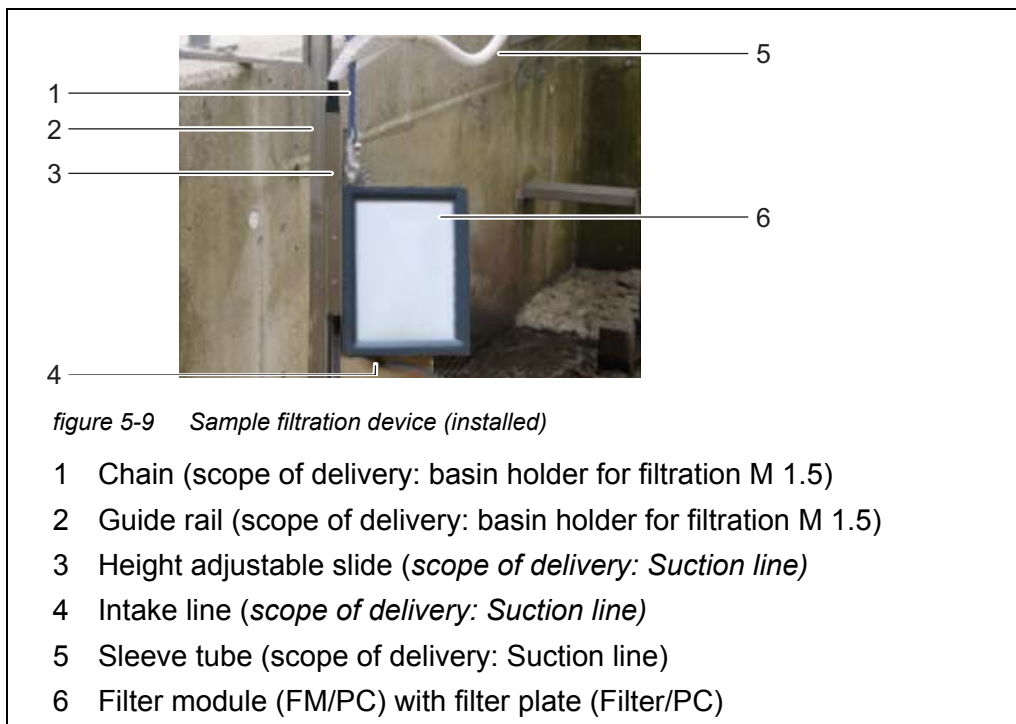 1
2
3
4
5
6
figure 5-9 Sample filtration device (installed)
1 Chain (scope of delivery: basin holder for filtration M 1.5)
2 Guide rail (scope of delivery: basin holder for filtration M 1.5)
3 Height adjustable slide (scope of delivery: Suction line)
4 Intake line (scope of delivery: Suction line)
5 Sleeve tube (scope of delivery: Suction line)
6 Filter module (FM/PC) with filter plate (Filter/PC)